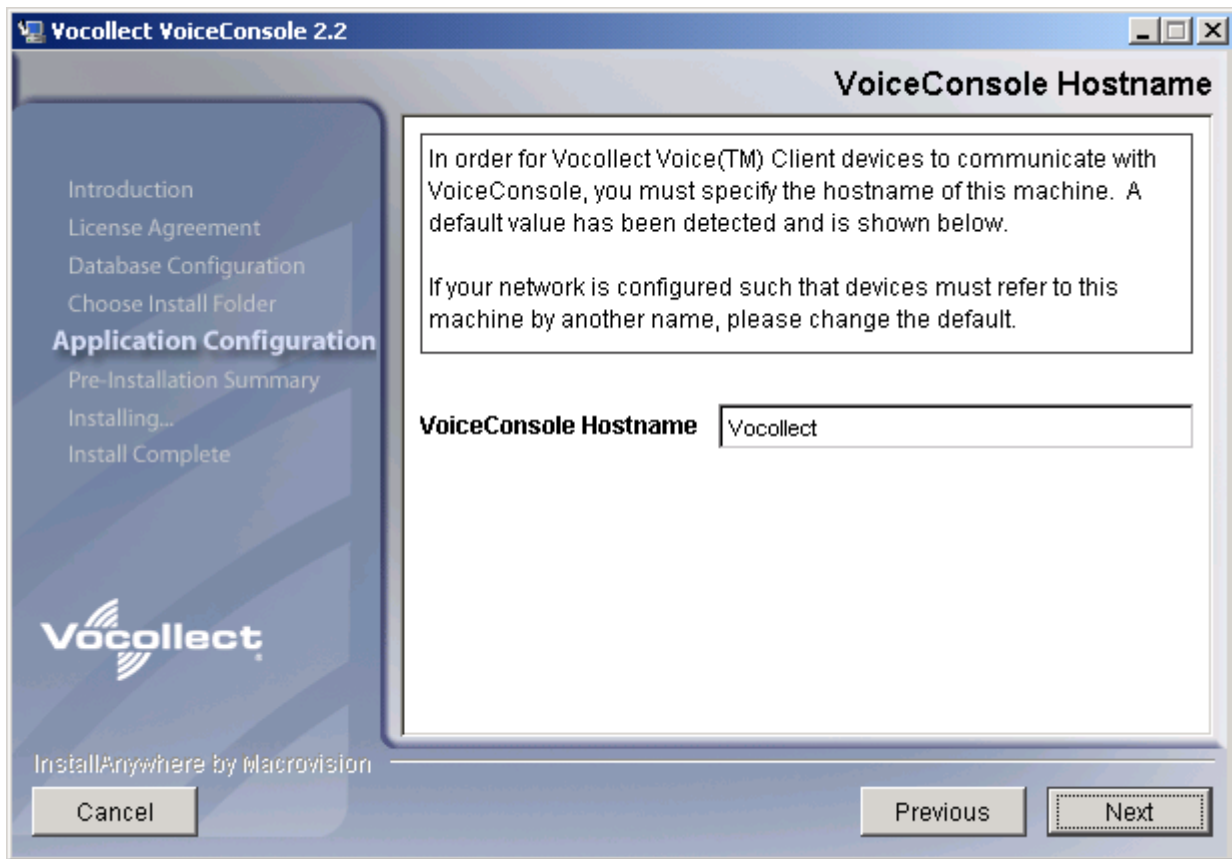 Vocollect VoiceConsole 2.2
VoiceConsole Hostname
Introduction
License Agreement
Database Configuration
Choose Install Folder
Application Configuration
Pre-Installation Summary
Installing...
Install Complete
In order for Vocollect Voice(TM) Client devices to communicate with
VoiceConsole, you must specify the hostname of this machine. A
default value has been detected and is shown below.
If your network is configured such that devices must refer to this
machine by another name, please change the default.
VoiceConsole Hostname
Vocollect
Vocollect
InstallAnywhere by Macrovision
Cancel
Previous
Next